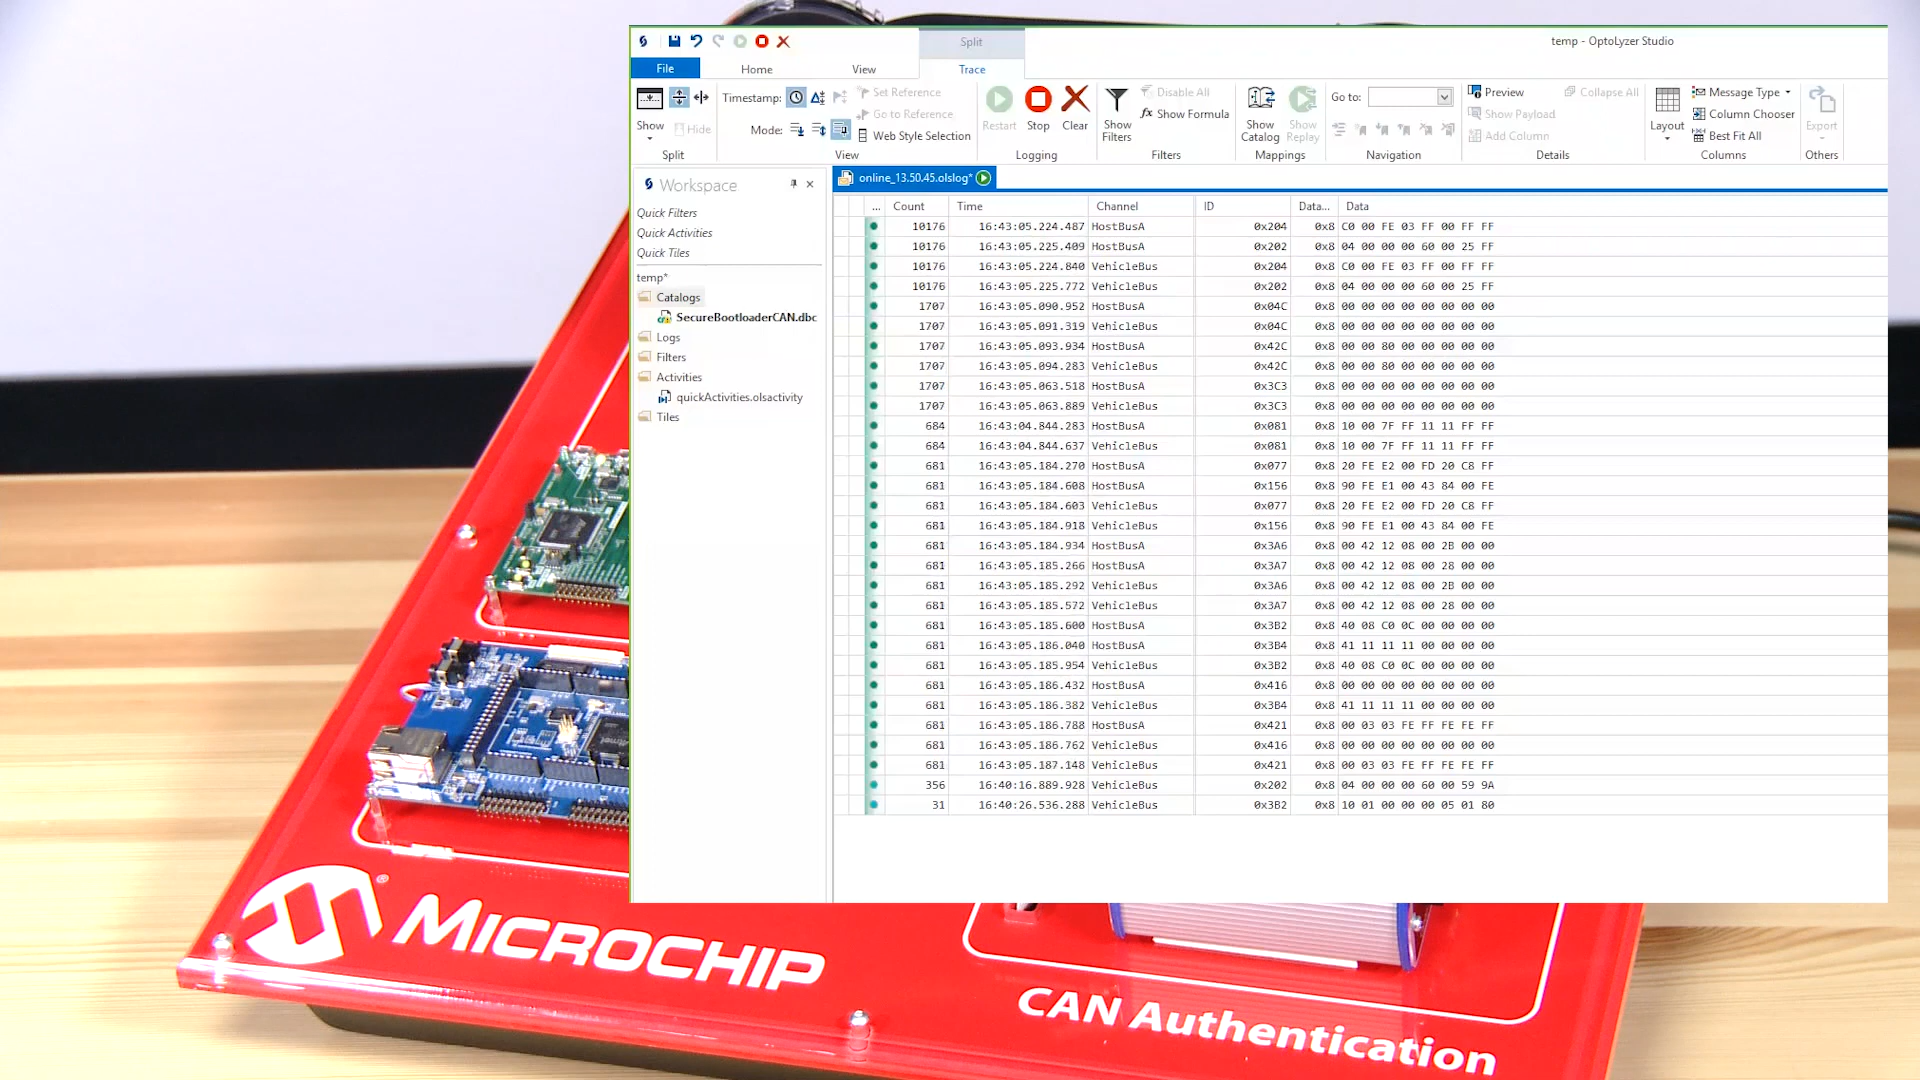 Split
temp - OptoLyzer Studio
File Home View Trace
Show Hide Split
Timestamp: Set Reference
Go to Reference
Mode: Web Style Selection
View
Restart Stop Clear
Logging
Show Filters Disable All
Show Formula
Filters
Show Catalog Show Replay
Mappings
Go to:
Navigation
Preview Collapse All
Show Payload
Add Column
Details
Layout Message Type
Column Chooser
Best Fit All
Columns
Export
Others
Workspace
Quick Filters
Quick Activities
Quick Tiles
temp*
Catalogs
SecureBootloaderCAN.dbc
Logs
Filters
Activities
quickActivities.olsactivity
Tiles
online_13.50.45.olslog*
... Count Time Channel ID Data... Data
10176 16:43:05.224.487 HostBusA 0x204 0x8 C0 00 FE 03 FF 00 FF FF
10176 16:43:05.225.409 HostBusA 0x202 0x8 04 00 00 00 60 00 25 FF
10176 16:43:05.224.840 VehicleBus 0x204 0x8 C0 00 FE 03 FF 00 FF FF
10176 16:43:05.225.772 VehicleBus 0x202 0x8 04 00 00 00 60 00 25 FF
1707 16:43:05.090.952 HostBusA 0x04C 0x8 00 00 00 00 00 00 00 00
1707 16:43:05.091.319 VehicleBus 0x04C 0x8 00 00 00 00 00 00 00 00
1707 16:43:05.093.934 HostBusA 0x42C 0x8 00 00 80 00 00 00 00 00
1707 16:43:05.094.283 VehicleBus 0x42C 0x8 00 00 80 00 00 00 00 00
1707 16:43:05.063.518 HostBusA 0x3C3 0x8 00 00 00 00 00 00 00 00
1707 16:43:05.063.889 VehicleBus 0x3C3 0x8 00 00 00 00 00 00 00 00
684 16:43:04.844.283 HostBusA 0x081 0x8 10 00 7F FF 11 11 FF FF
684 16:43:04.844.637 VehicleBus 0x081 0x8 10 00 7F FF 11 11 FF FF
681 16:43:05.184.270 HostBusA 0x077 0x8 20 FE E2 00 FD 20 C8 FF
681 16:43:05.184.608 HostBusA 0x156 0x8 90 FE E1 00 43 84 00 FE
681 16:43:05.184.603 VehicleBus 0x077 0x8 20 FE E2 00 FD 20 C8 FF
681 16:43:05.184.918 VehicleBus 0x156 0x8 90 FE E1 00 43 84 00 FE
681 16:43:05.184.934 HostBusA 0x3A6 0x8 00 42 12 08 00 2B 00 00
681 16:43:05.185.266 HostBusA 0x3A7 0x8 00 42 12 08 00 28 00 00
681 16:43:05.185.292 VehicleBus 0x3A6 0x8 00 42 12 08 00 2B 00 00
681 16:43:05.185.572 VehicleBus 0x3A7 0x8 00 42 12 08 00 28 00 00
681 16:43:05.185.600 HostBusA 0x3B2 0x8 40 08 C0 0C 00 00 00 00
681 16:43:05.186.040 HostBusA 0x3B4 0x8 41 11 11 11 00 00 00 00
681 16:43:05.185.954 VehicleBus 0x3B2 0x8 40 08 C0 0C 00 00 00 00
681 16:43:05.186.432 HostBusA 0x416 0x8 00 00 00 00 00 00 00 00
681 16:43:05.186.382 VehicleBus 0x3B4 0x8 41 11 11 11 00 00 00 00
681 16:43:05.186.788 HostBusA 0x421 0x8 00 03 03 FE FF FE FE FF
681 16:43:05.186.762 VehicleBus 0x416 0x8 00 00 00 00 00 00 00 00
681 16:43:05.187.148 VehicleBus 0x421 0x8 00 03 03 FE FF FE FE FF
356 16:40:16.889.928 VehicleBus 0x202 0x8 04 00 00 00 60 00 59 9A
31 16:40:26.536.288 VehicleBus 0x3B2 0x8 10 01 00 00 00 05 01 80
MICROCHIP
CAN Authentication